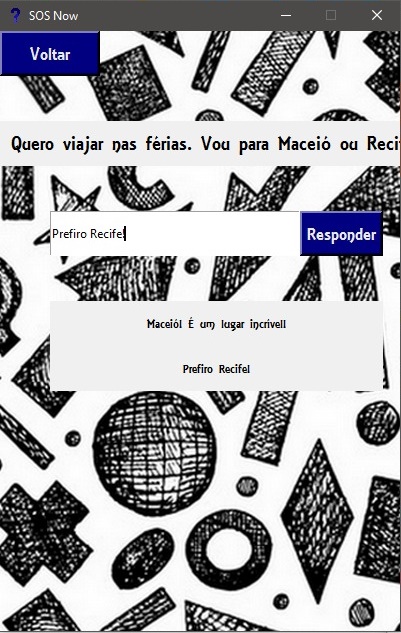 SOS Now
Voltar
Quero viajar nas férias. Vou para Maceió ou Reci
Prefiro Recife!
Responder
Maceió! É um lugar incrível!
Prefiro Recife!